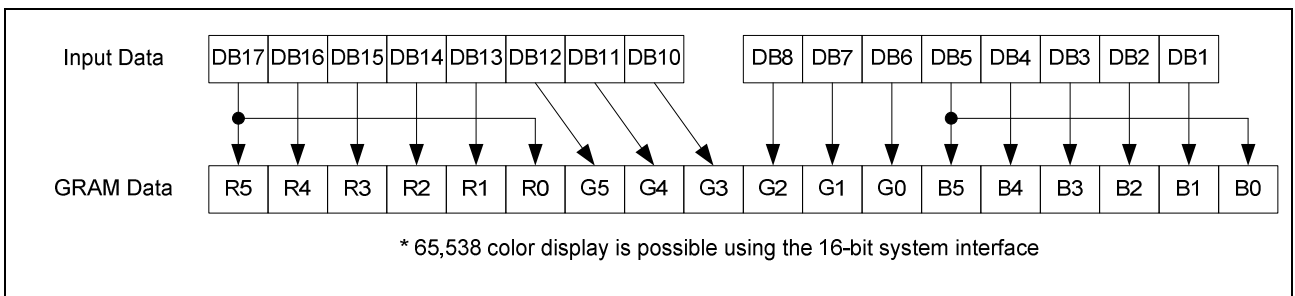 Input Data DB17 DB16 DB15 DB14 DB13 DB12 DB11 DB10 DB8 DB7 DB6 DB5 DB4 DB3 DB2 DB1
GRAM Data R5 R4 R3 R2 R1 R0 G5 G4 G3 G2 G1 G0 B5 B4 B3 B2 B1 B0
* 65,538 color display is possible using the 16-bit system interface